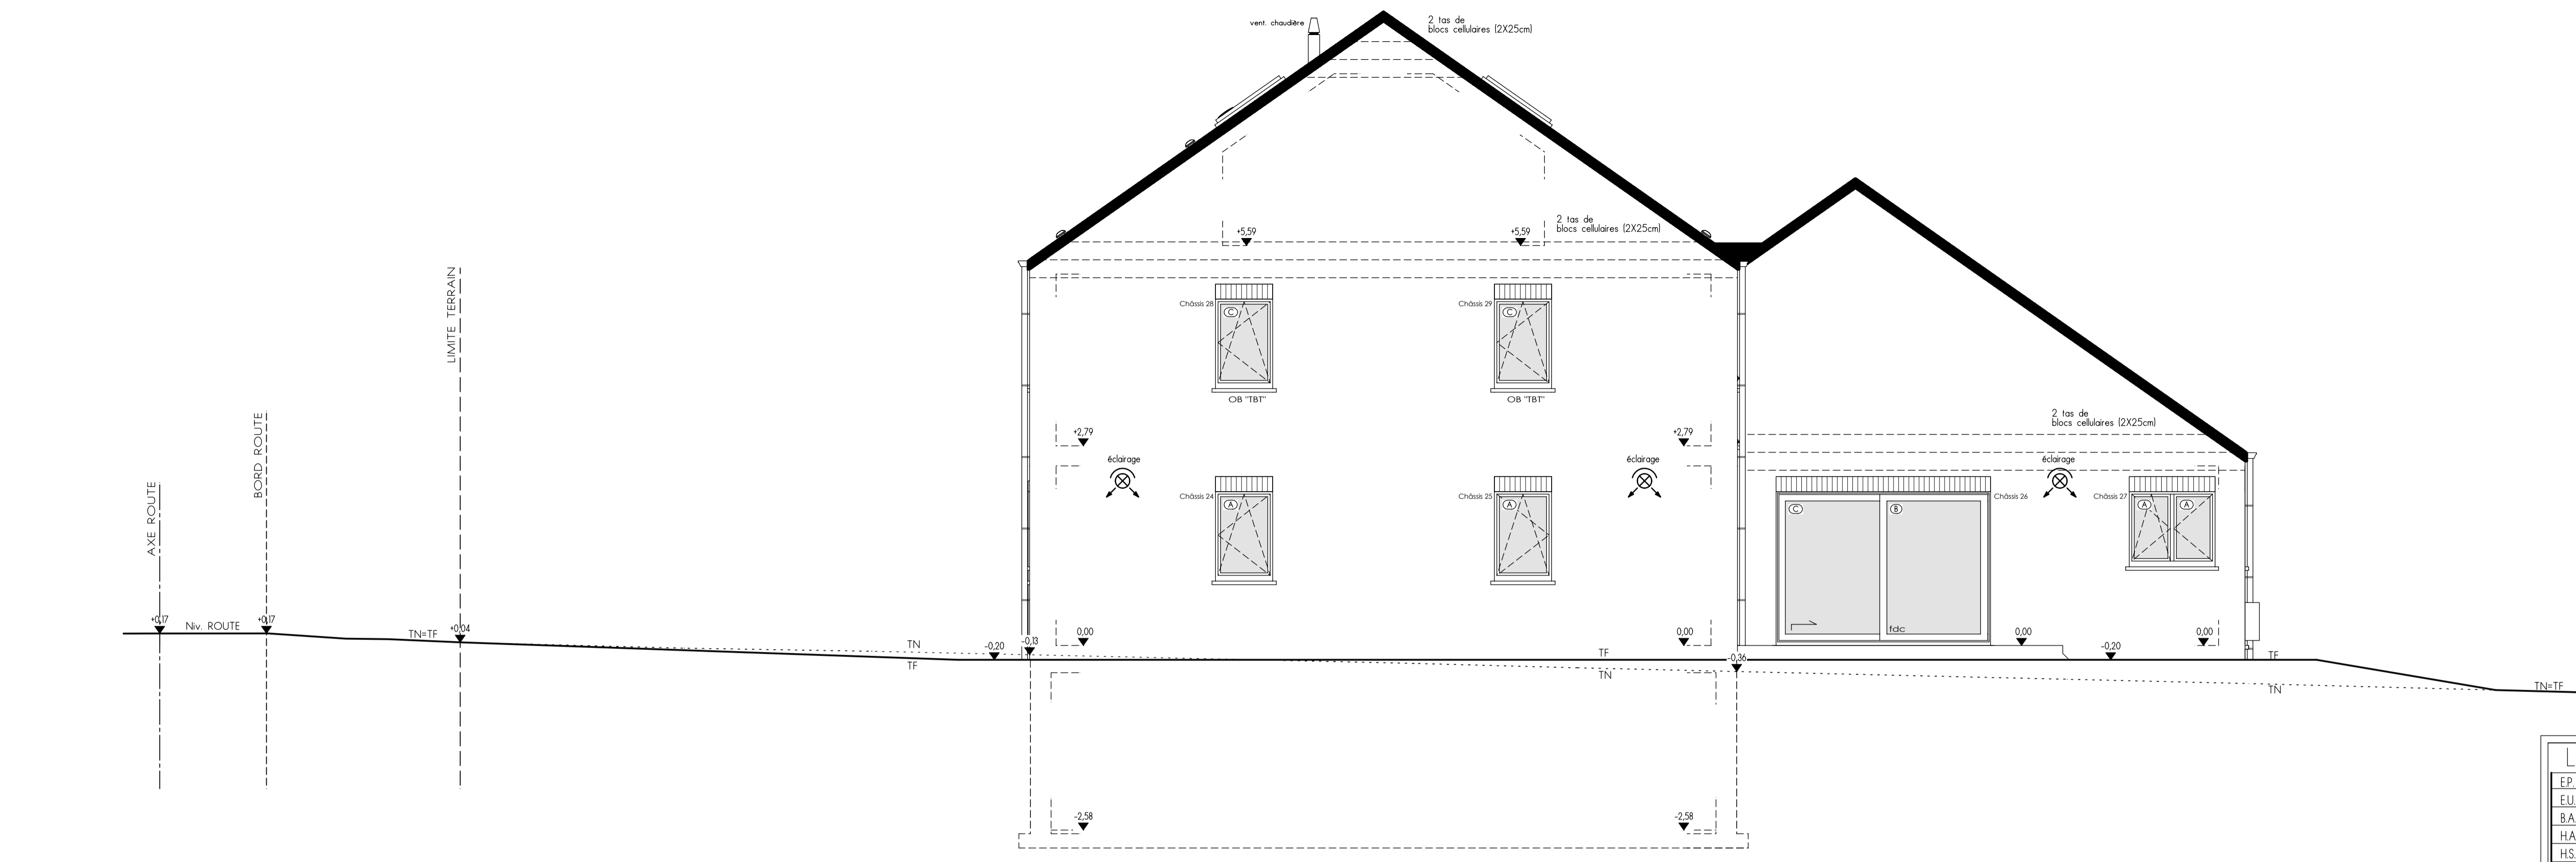 vent. chaudière
2 tas de
blocs cellulaires (2X25cm)
2 tas de
blocs cellulaires (2X25cm)
+5,59
+5,59
LIMITE TERRAIN
Châssis 28
C
Châssis 29
C
OB "TBT"
OB "TBT"
2 tas de
blocs cellulaires (2X25cm)
BORD ROUTE
+2,79
+2,79
éclairage
éclairage
éclairage
AXE ROUTE
Châssis 24
A
Châssis 25
A
C
B
Châssis 26
Châssis 27
A
A
+0,17
Niv. ROUTE
+0,17
TN=TF
+0,04
TN
TF
-0,20
-0,13
0,00
0,00
fdc
0,00
0,00
-0,20
TF
TN
-0,36
TF
TN
TN=TF
-2,58
-2,58
L
E.P.
E.U.
B.A.
H.A
H.S.